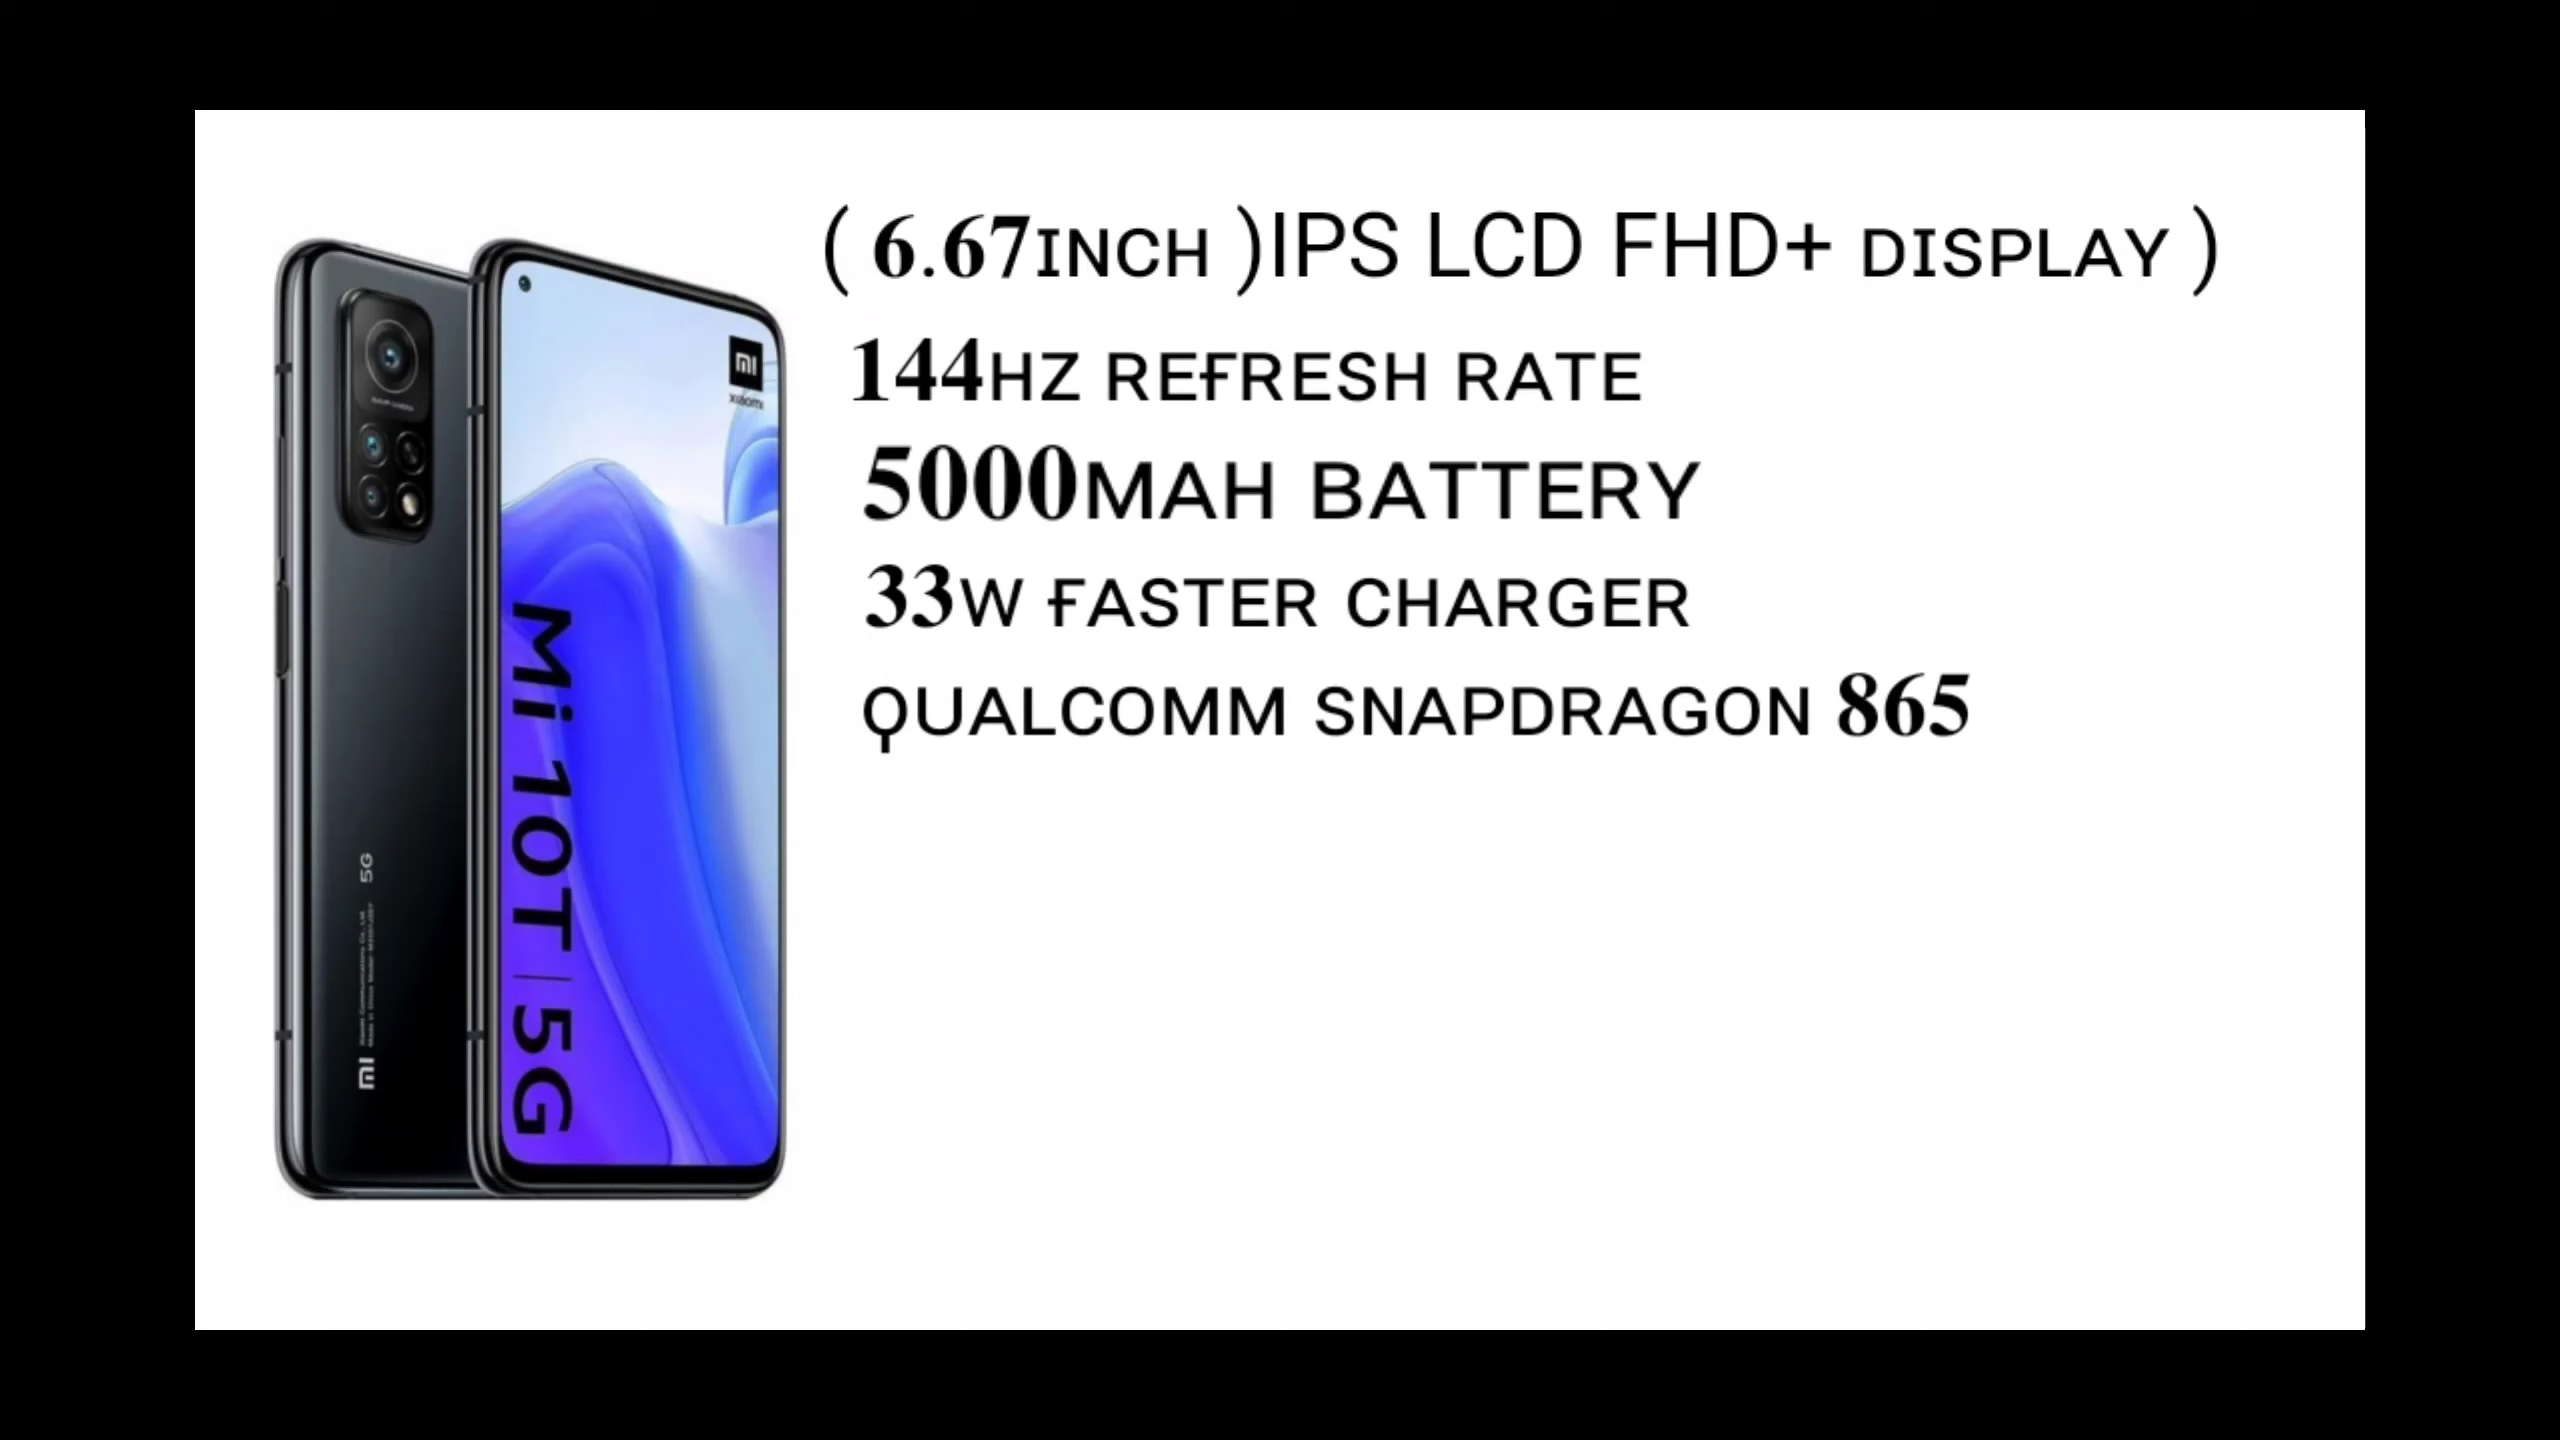 ( 6.67INCH )IPS LCD FHD+ DISPLAY )
144HZ REFRESH RATE
5000MAH BATTERY
33W FASTER CHARGER
QUALCOMM SNAPDRAGON 865
MI
xiaomi
Mi 10T | 5G
5G
MI